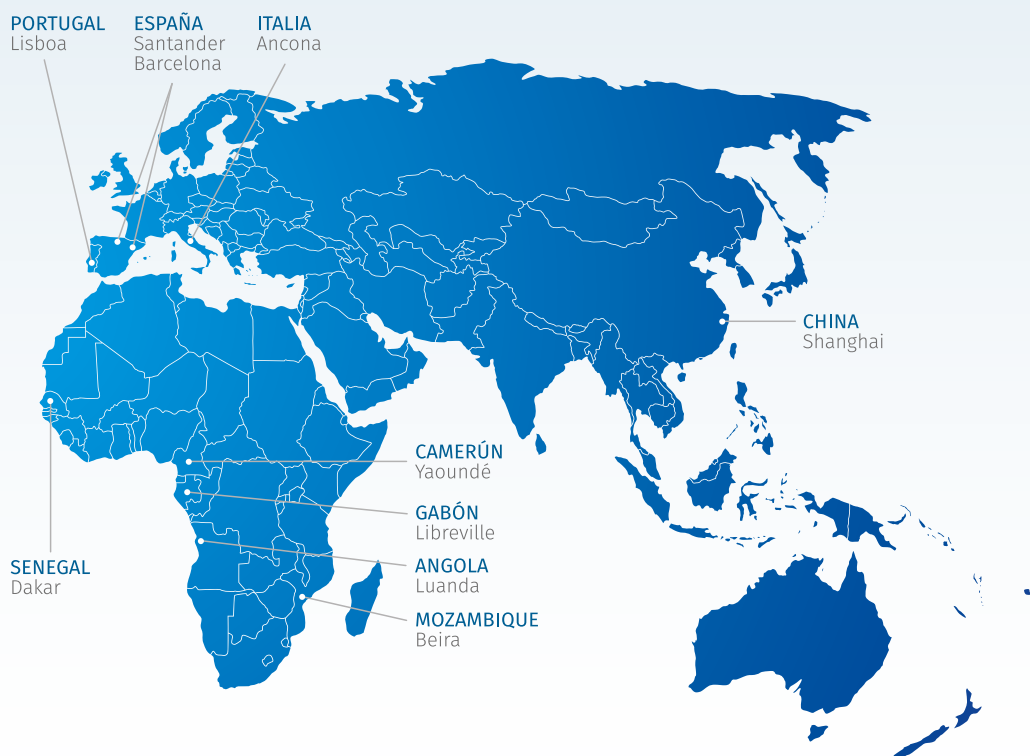 PORTUGAL
Lisboa
ESPAÑA
Santander
Barcelona
ITALIA
Ancona
CHINA
Shanghai
CAMERÚN
Yaoundé
GABÓN
Libreville
ANGOLA
Luanda
MOZAMBIQUE
Beira
SENEGAL
Dakar